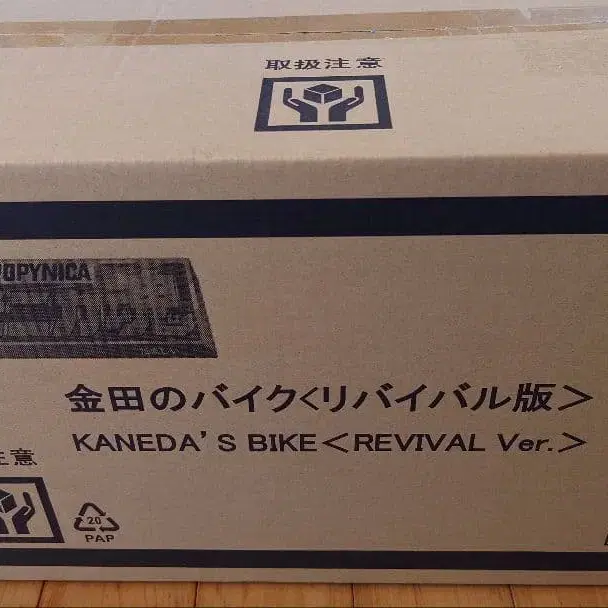 取扱注意
POPYNICA
金田のバイク<リバイバル版>
KANEDA'S BIKE<REVIVAL Ver.>
注意
20
PAP